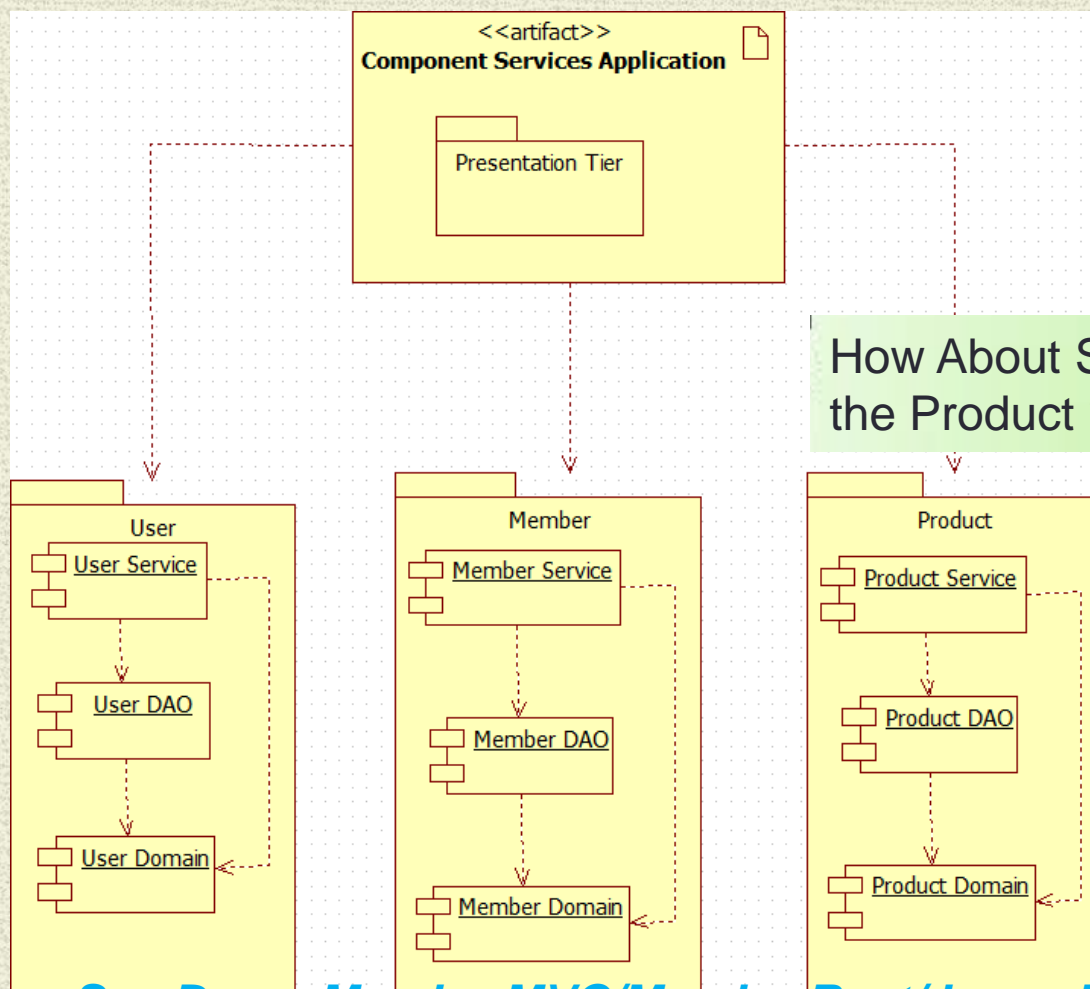 <<artifact>>
Component Services Application
Presentation Tier
How About
the Product
User
User Service
User DAO
User Domain
Member
Member Service
Member DAO
Member Domain
Product
Product Service
Product DAO
Product Domain